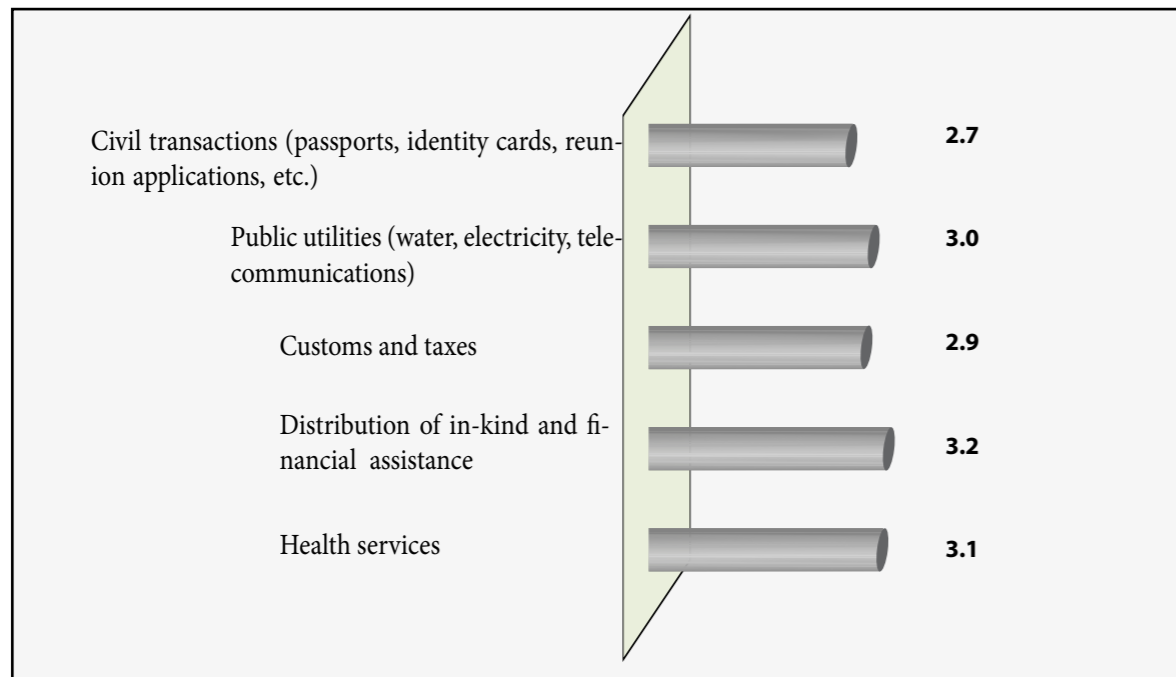 Civil transactions (passports, identity cards, reun-
ion applications, etc.)
2.7
Public utilities (water, electricity, tele-
communications)
3.0
Customs and taxes
2.9
Distribution of in-kind and fi-
nancial assistance
3.2
Health services
3.1